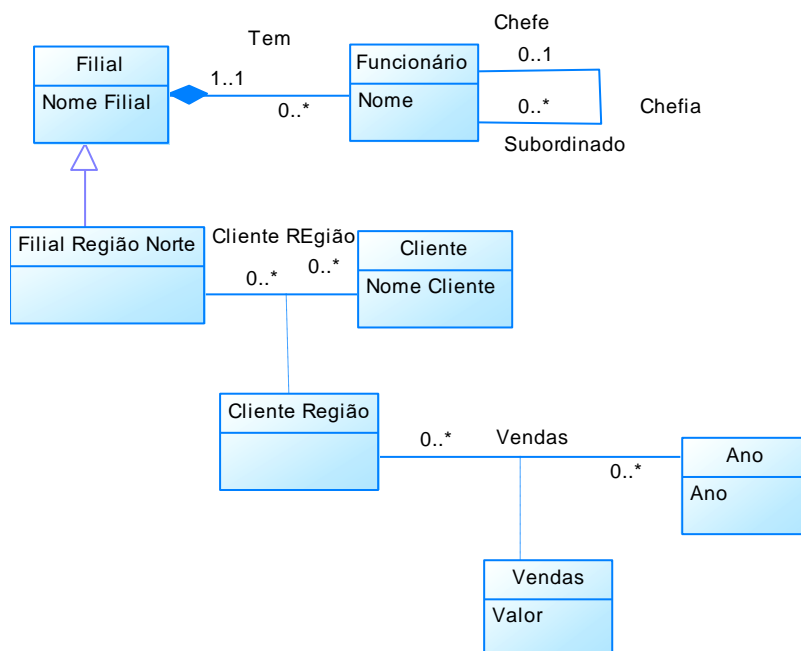 Chefe
Tem
Filial
Funcionário
0..1
1..1
Nome Filial
Nome
0..*
0..*
Chefia
Subordinado
Filial Região Norte
Cliente REgião
Cliente
0..*
0..*
Nome Cliente
Cliente Região
0..*
Vendas
0..*
Ano
Ano
Vendas
Valor